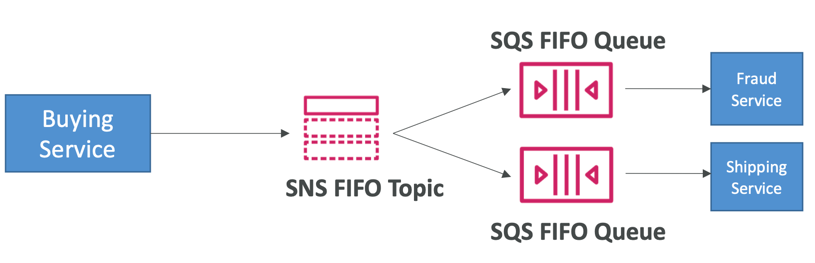 Buying
Service
SNS FIFO Topic
SQS FIFO Queue
Fraud
Service
SQS FIFO Queue
Shipping
Service